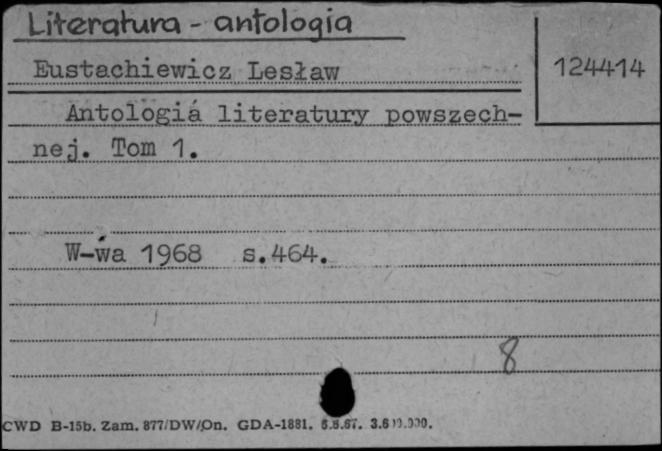 Literatura - antologia
Eustachiewicz Lesław
124414
Antologia literatury powszech-
nej. Tom 1.
W-wa 1968 s.464.
8
CWD B-15b. Zam. 877/DW/On. GDA-1881.